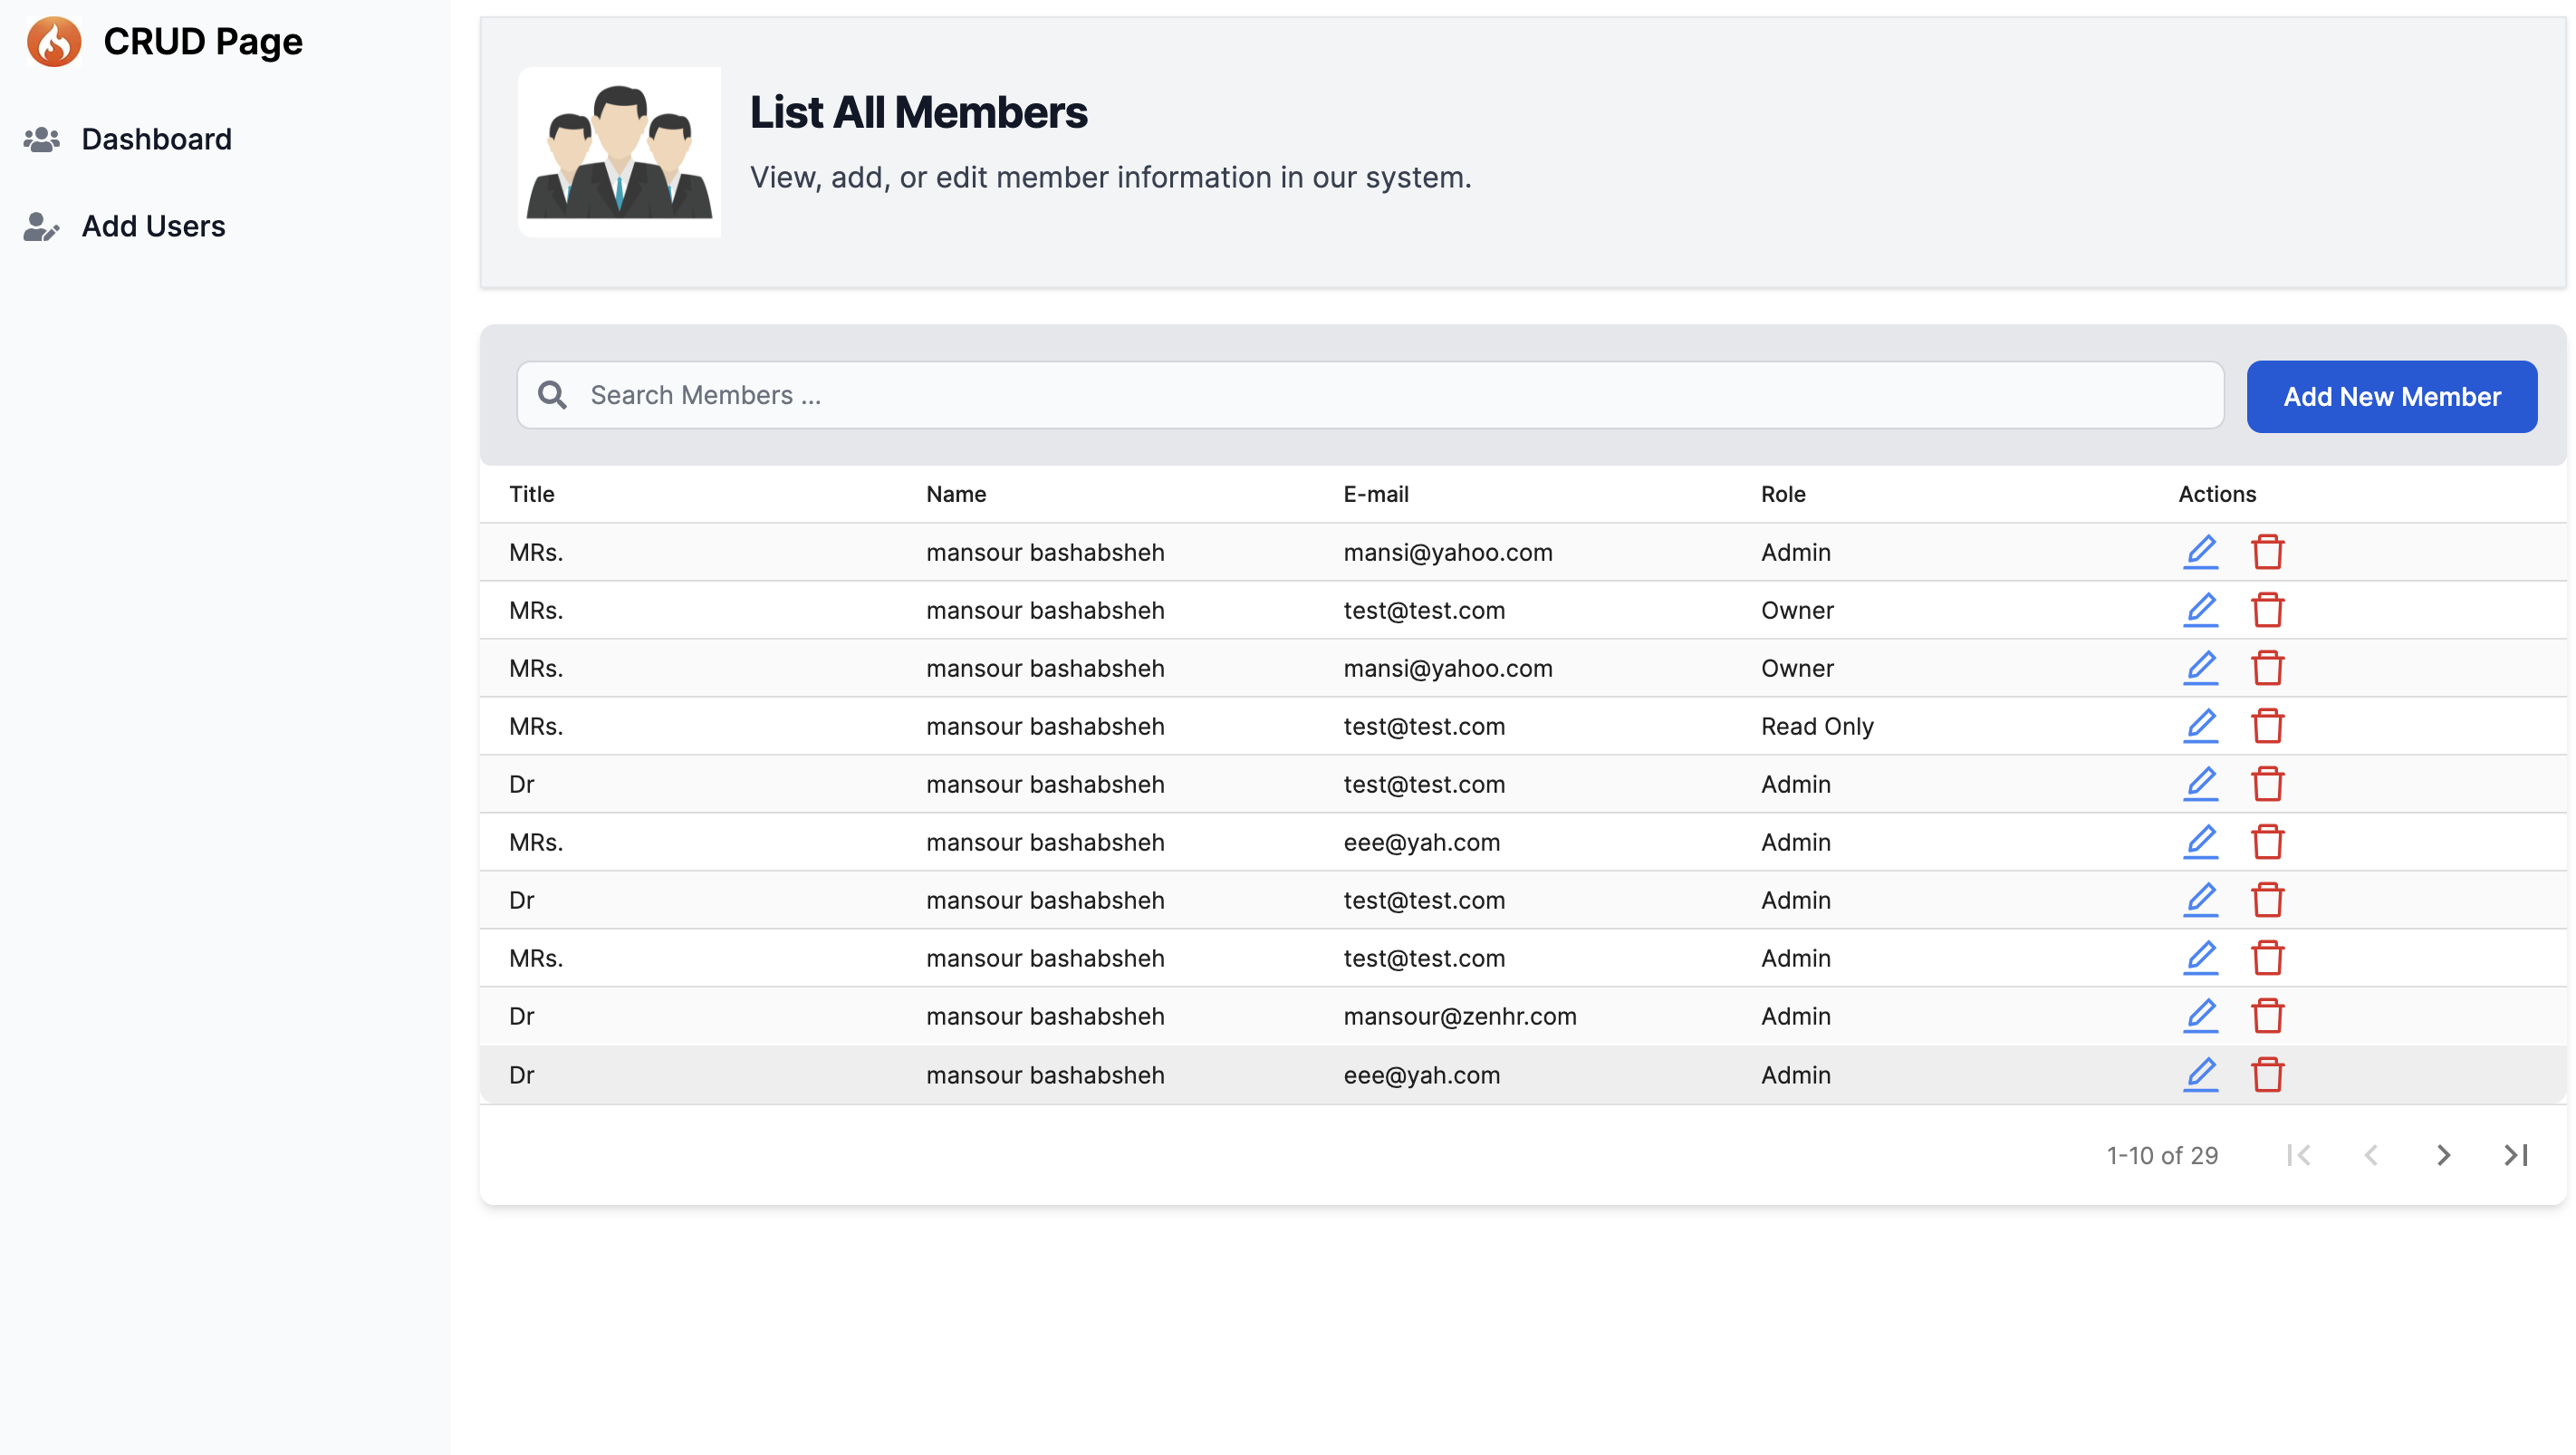 CRUD Page
Dashboard
Add Users
List All Members
View, add, or edit member information in our system.
Search Members ...
Add New Member
Title Name E-mail Role Actions
MRs. mansour bashabsheh mansi@yahoo.com Admin
MRs. mansour bashabsheh test@test.com Owner
MRs. mansour bashabsheh mansi@yahoo.com Owner
MRs. mansour bashabsheh test@test.com Read Only
Dr mansour bashabsheh test@test.com Admin
MRs. mansour bashabsheh eee@yah.com Admin
Dr mansour bashabsheh test@test.com Admin
MRs. mansour bashabsheh test@test.com Admin
Dr mansour bashabsheh mansour@zenhr.com Admin
Dr mansour bashabsheh eee@yah.com Admin
1-10 of 29